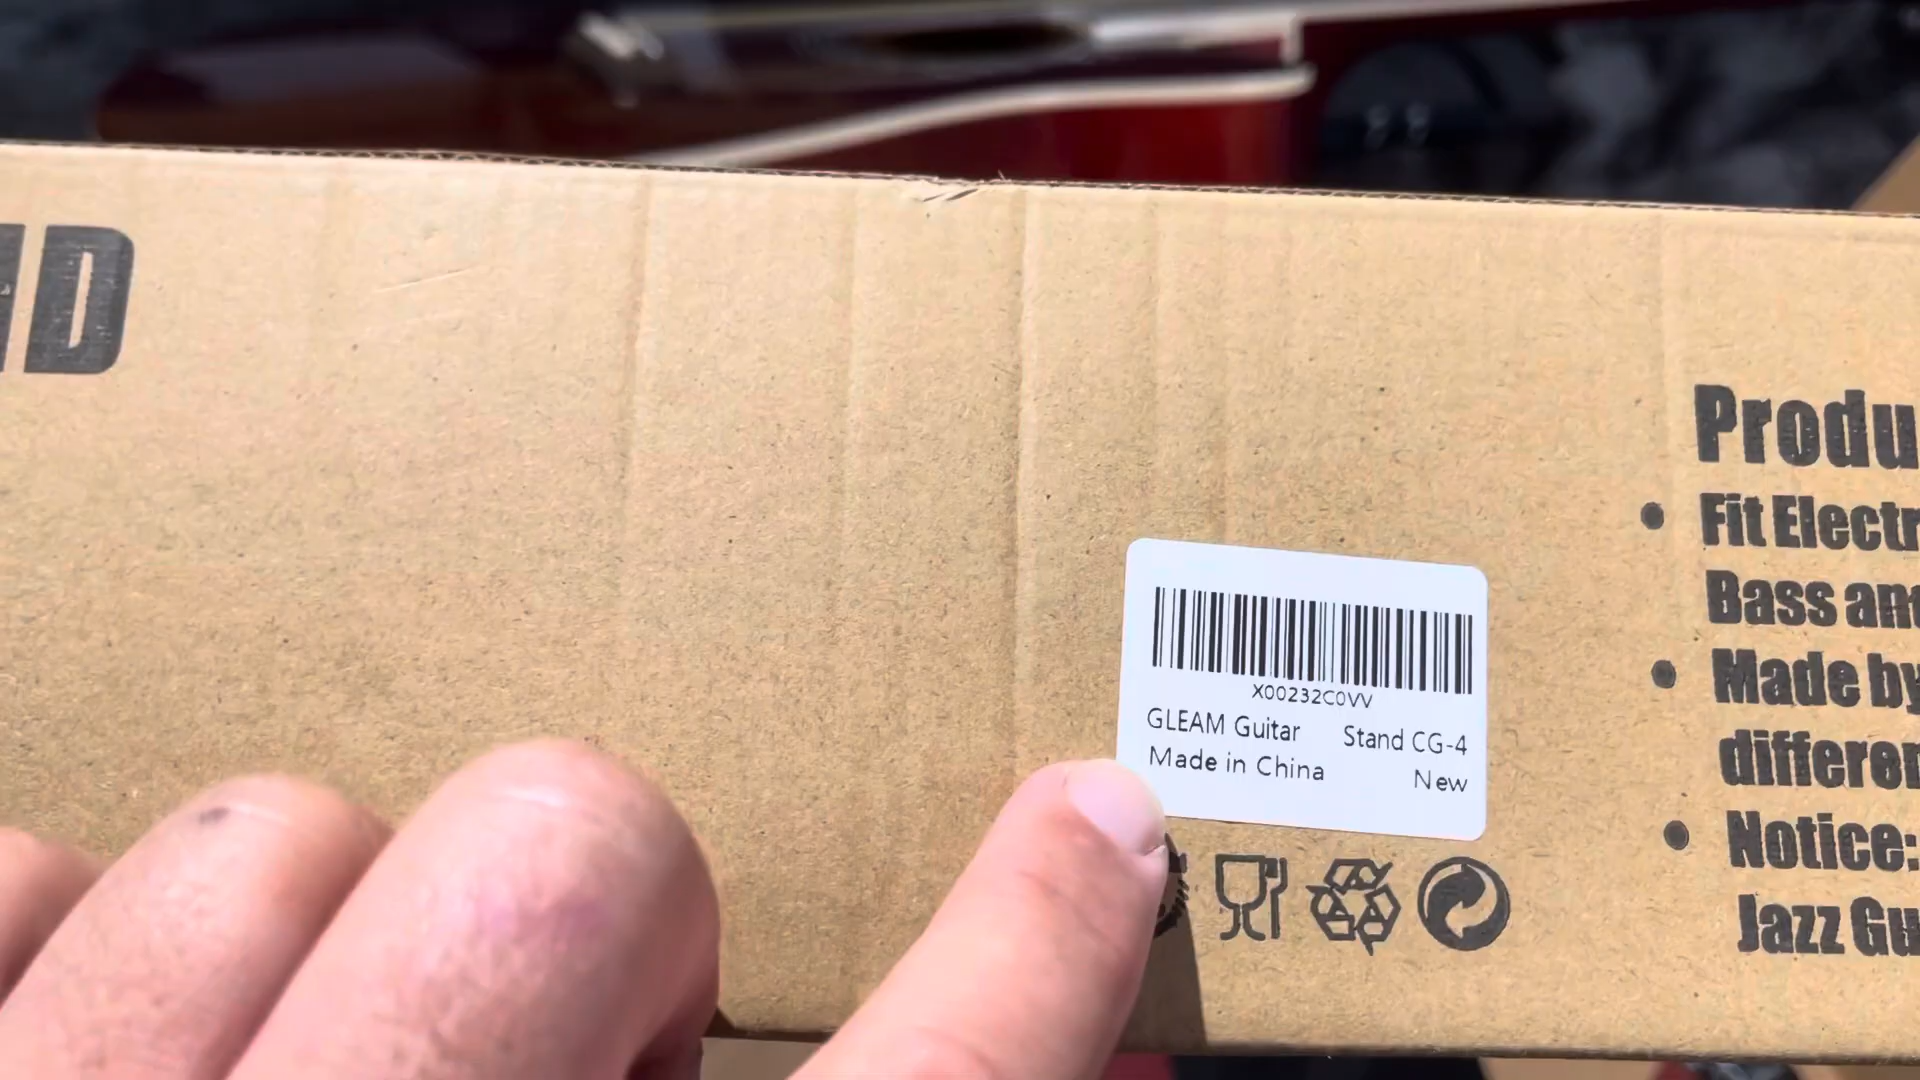 D
X00232C0VV
GLEAM Guitar Stand CG-4
Made in China New
Produ
Fit Electr
Bass and
Made by
differen
Notice:
Jazz Gu